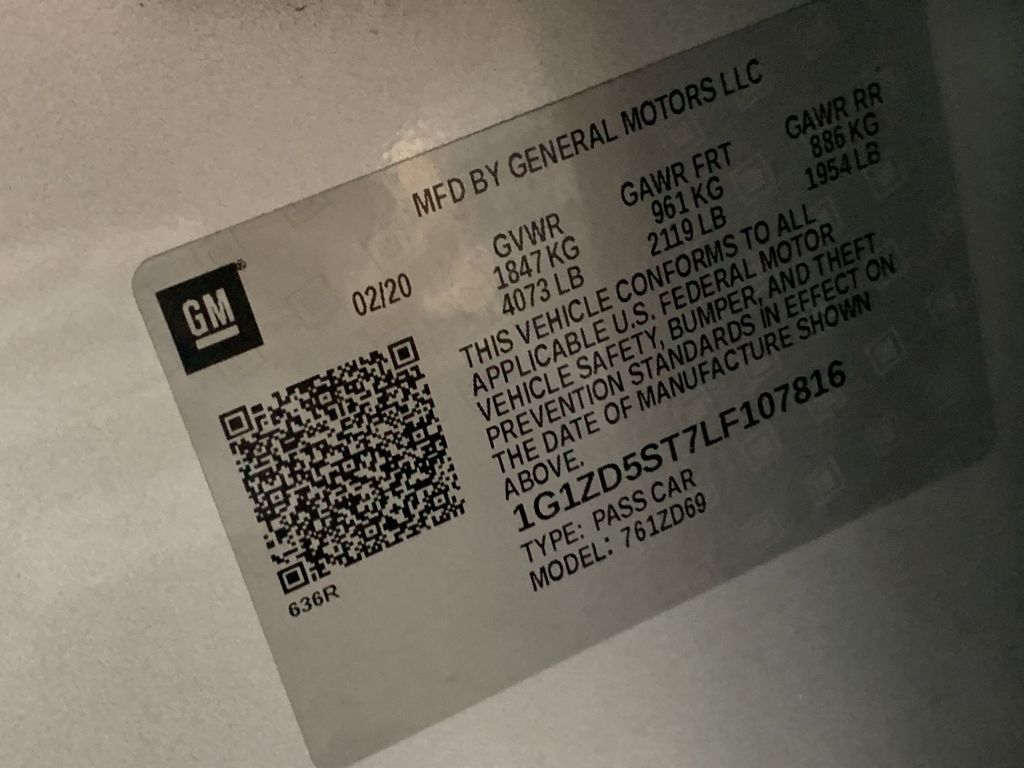 MFD BY GENERAL MOTORS LLC
GM®
02/20
GVWR GAWR FRT GAWR RR
1847 KG 961 KG 886 KG
4073 LB 2119 LB 1954 LB
THIS VEHICLE CONFORMS TO ALL
APPLICABLE U.S. FEDERAL MOTOR
VEHICLE SAFETY, BUMPER, AND THEFT
PREVENTION STANDARDS IN EFFECT ON
THE DATE OF MANUFACTURE SHOWN
ABOVE.
1G1ZD5ST7LF107816
TYPE: PASS CAR
MODEL: 761ZD69
636R